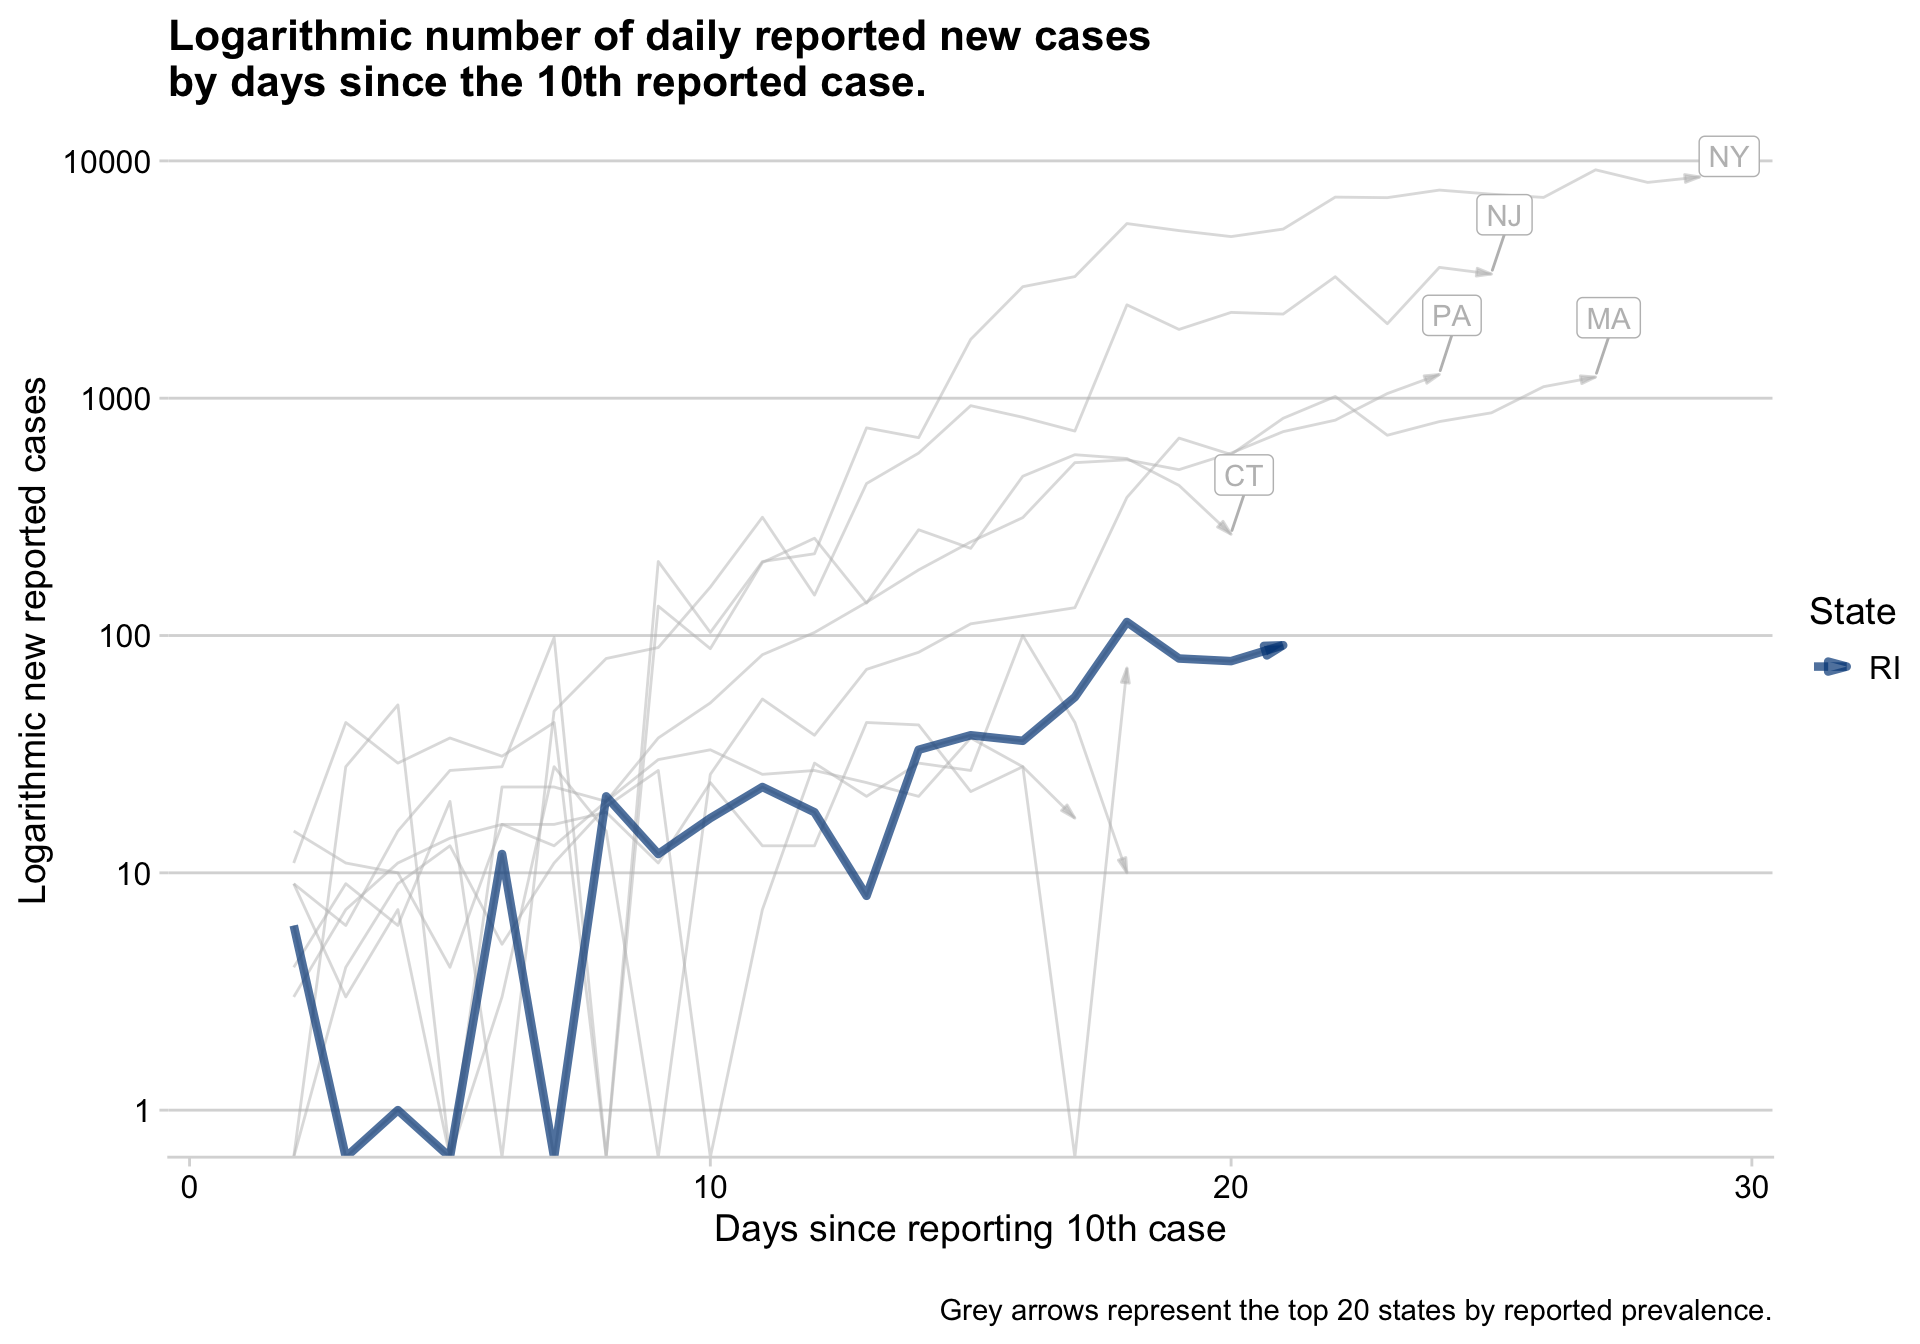 Logarithmic number of daily reported new cases
by days since the 10th reported case.
10000
1000
100
10
1
Logarithmic new reported cases
NY
NJ
PA
MA
CT
State
RI
0
10
20
30
Days since reporting 10th case
Grey arrows represent the top 20 states by reported prevalence.